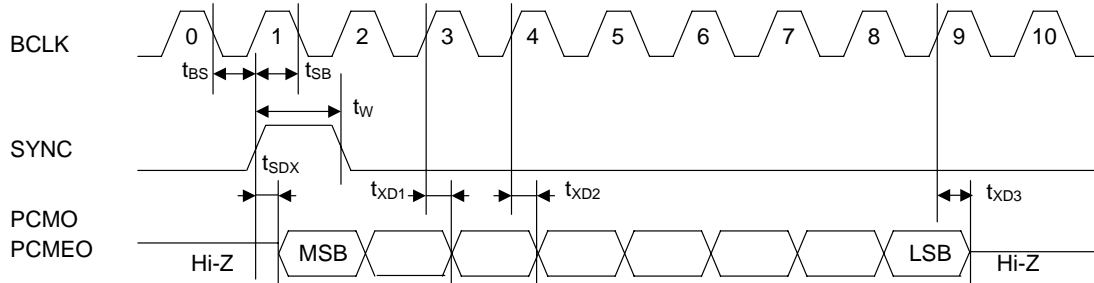 BCLK 0 1 2 3 4 5 6 7 8 9 10
tBS tSB
tW
SYNC
tSDX
tXD1 tXD2 tXD3
PCMO
PCMEO MSB LSB
Hi-Z Hi-Z